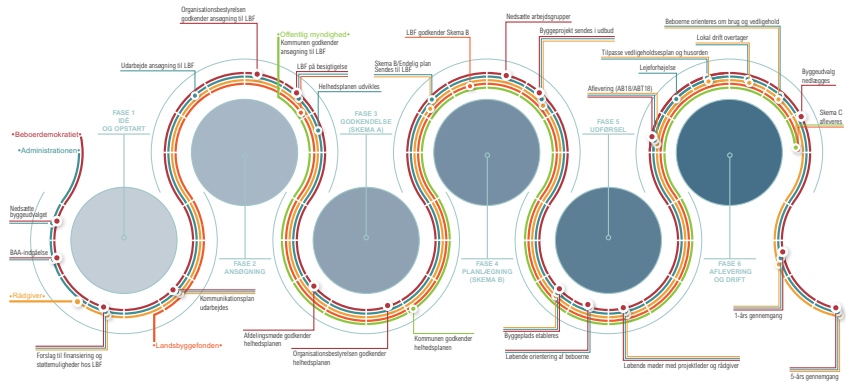 Organisationsbestyrelsen
godkender ansøgning til LBF
•Offentlig myndighed•
Kommunen godkender
ansøgning til LBF
Udarbejde ansøgning til LBF
LBF på besigtigelse
Helhedsplanen udvikles
LBF godkender Skema B
Skema B/Endelig plan
Sendes til LBF
Nedsætte arbejdsgrupper
Byggeprojekt sendes i udbud
Beboerne orienteres om brug og vedligehold
Lokal drift overtager
Tilpasse vedligeholdesplan og husorden
Lejeforhøjelse
Aflevering (AB18/ABT18)
Byggeudvalg
nedlægges
Skema C
afleveres
FASE 1
IDÉ
OG OPSTART
FASE 3
GODKENDELSE
(SKEMA A)
FASE 5
UDFØRSEL
•Beboerdemokratiet•
•Administrationen•
Nedsætte
byggeudvalget
BAA-indgåelse
•Rådgiver•
FASE 2
ANSØGNING
FASE 4
PLANLÆGNING
(SKEMA B)
FASE 6
AFLEVERING
OG DRIFT
Kommunikationsplan
udarbejdes
•Landsbyggefonden•
Forslag til finansiering og
støttemuligheder hos LBF
Afdelingsmøde godkender
helhedsplanen
Organisationsbestyrelsen godkender
helhedsplanen
Kommunen godkender
helhedsplanen
Byggeplads etableres
Løbende orientering af beboerne
Løbende møder med projektleder og rådgiver
1-års gennemgang
5-års gennemgang